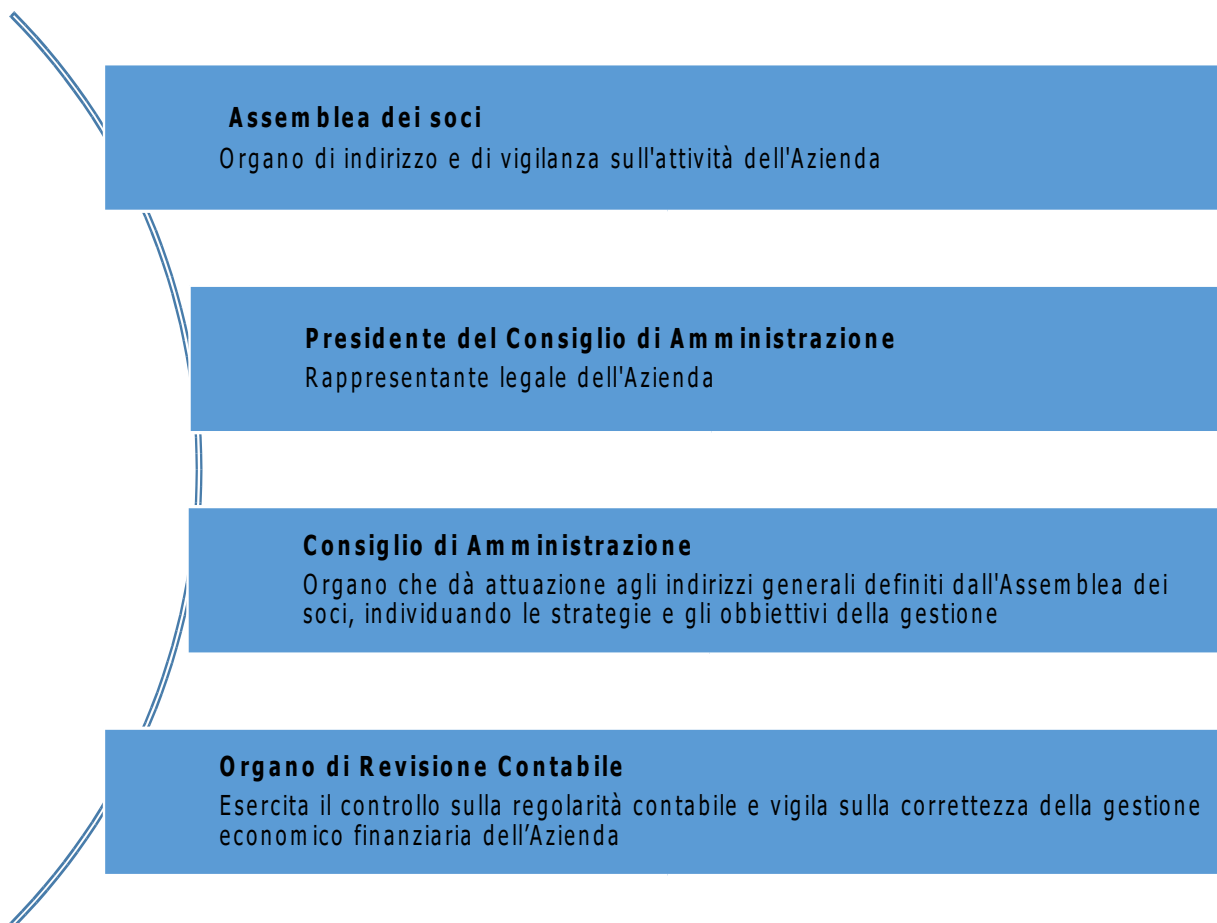 Assemblea dei soci
Organo di indirizzo e di vigilanza sull'attività dell'Azienda
Presidente del Consiglio di Amministrazione
Rappresentante legale dell'Azienda
Consiglio di Amministrazione
Organo che dà attuazione agli indirizzi generali definiti dall'Assemblea dei
soci, individuando le strategie e gli obbiettivi della gestione
Organo di Revisione Contabile
Esercita il controllo sulla regolarità contabile e vigila sulla correttezza della gestione
economico finanziaria dell’Azienda